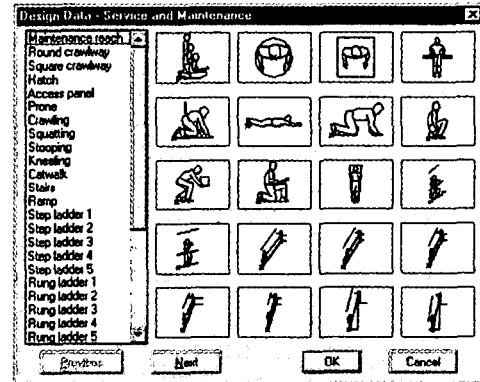 Design Data - Service and Maintenance
Maintenance reach
Round crawlway
Square crawlway
Hatch
Access panel
Prone
Crawling
Squatting
Stooping
Kneeling
Catwalk
Stairs
Ramp
Step ladder 1
Step ladder 2
Step ladder 3
Step ladder 4
Step ladder 5
Rung ladder 1
Rung ladder 2
Rung ladder 3
Rung ladder 4
Rung ladder 5
Previous
Next
OK
Cancel